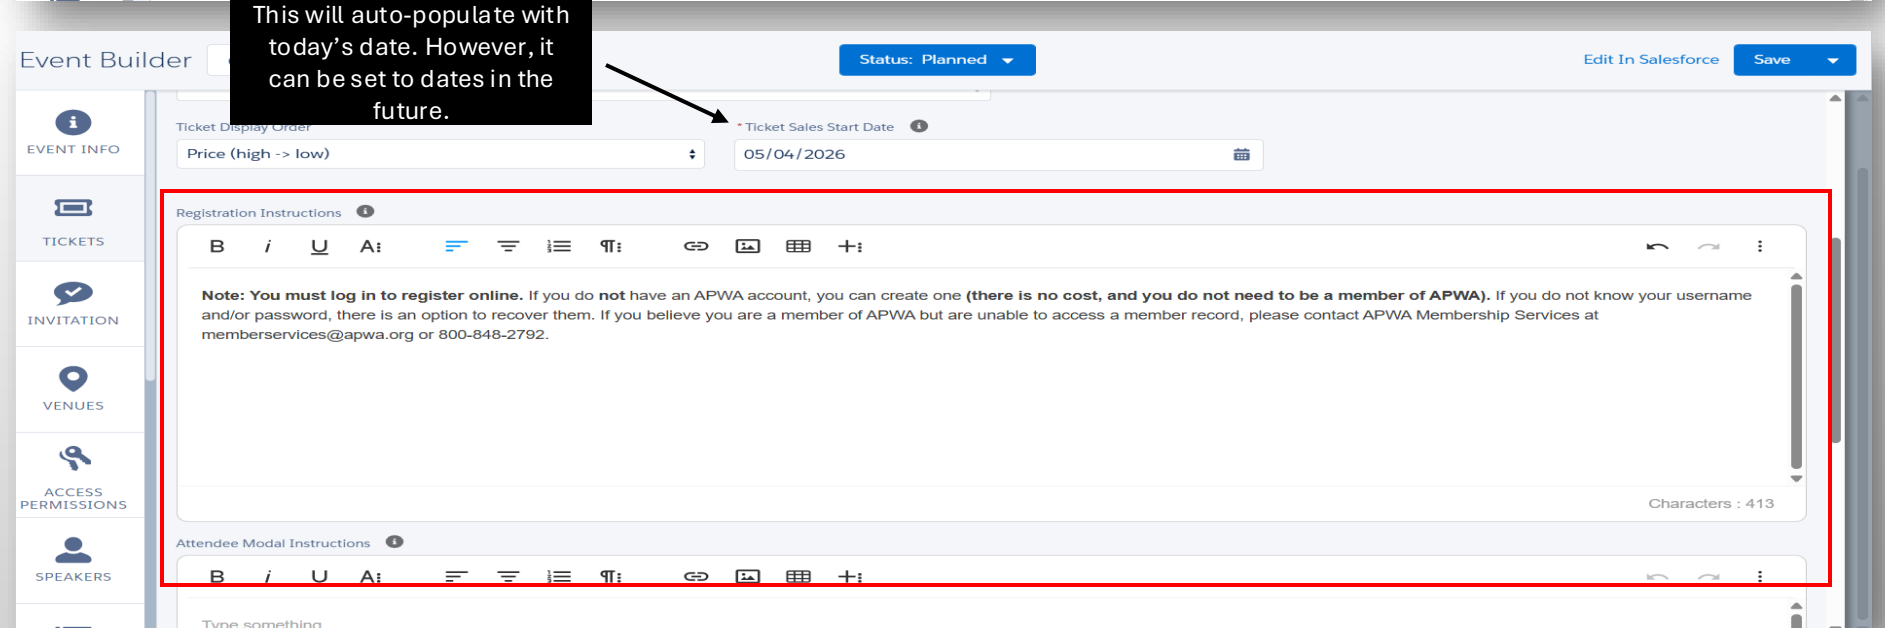 This will auto-populate with
today's date. However, it
can be set to dates in the
future.
Event Builder
Status: Planned
Edit In Salesforce
Save
EVENT INFO
TICKETS
INVITATION
VENUES
ACCESS
PERMISSIONS
SPEAKERS
Ticket Display Order
Price (high -> low)
* Ticket Sales Start Date
05/04/2026
Registration Instructions
Note: You must log in to register online. If you do not have an APWA account, you can create one (there is no cost, and you do not need to be a member of APWA). If you do not know your username
and/or password, there is an option to recover them. If you believe you are a member of APWA but are unable to access a member record, please contact APWA Membership Services at
memberservices@apwa.org or 800-848-2792.
Characters : 413
Attendee Modal Instructions
Type something